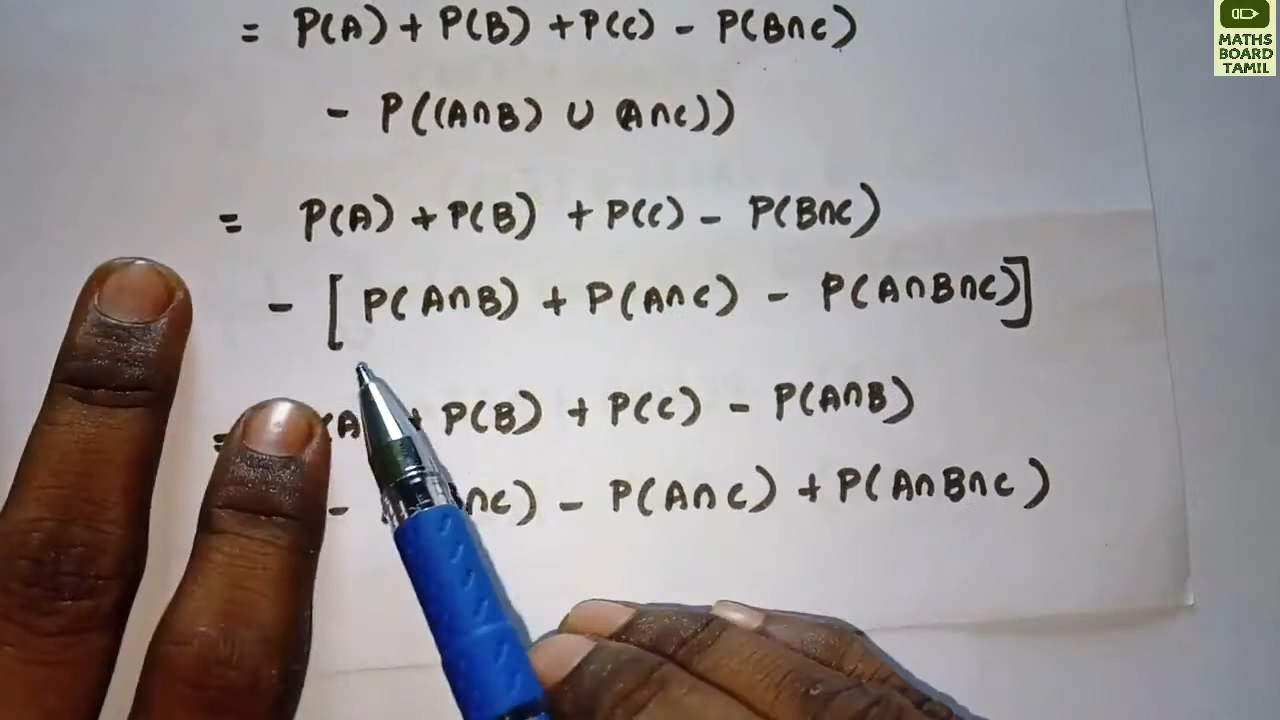 = P(A) + P(B) + P(C) - P(B∩C)
- P((A∩B) ∪ A∩C))
= P(A) + P(B) + P(C) - P(B∩C)
- [P(A∩B) + P(A∩C) - P(A∩B∩C)]
= (A + P(B) + P(C) - P(A∩B)
- ∩C) - P(A∩C) + P(A∩B∩C)
MATHS
BOARD
TAMIL